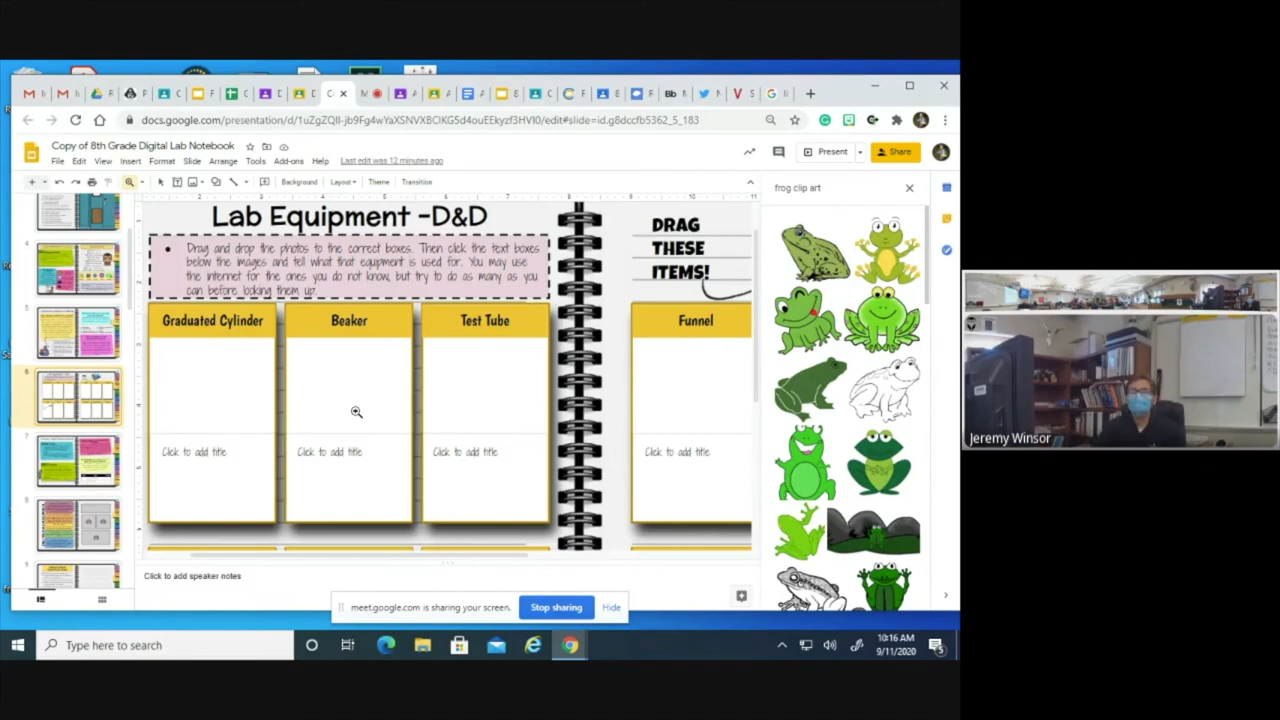 docs.google.com/presentation/d/1uZgZQII-jb9Fg4wYaXSNVXBClKG5d4ouEEkyzf3HVI0/edit#slide=id.g8dccfb5362_5_183
Copy of 8th Grade Digital Lab Notebook
File Edit View Insert Format Slide Arrange Tools Add-ons Help Last edit was 12 minutes ago
Present
Share
Background Layout Theme Transition
frog clip art
Lab Equipment -D&D
Drag and drop the photos to the correct boxes. Then click the text boxes
below the images and tell what that equipment is used for. You may use
the internet for the ones you do not know, but try to do as many as you
can before looking them up.
DRAG
THESE
ITEMS!
Graduated Cylinder
Beaker
Test Tube
Funnel
Click to add title
Click to add title
Click to add title
Click to add title
Click to add speaker notes
meet.google.com is sharing your screen.
Stop sharing
Hide
Jeremy Winsor
Type here to search
10:16 AM
9/11/2020